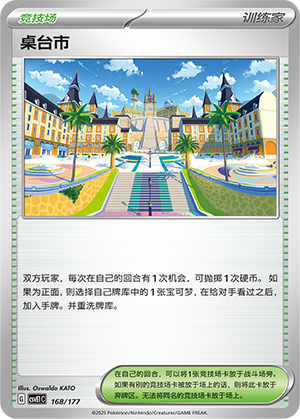 竞技场 训练家
桌台市
双方玩家，每次在自己的回合有1次机会，可抛掷1次硬币。如
果为正面，则选择自己牌库中的1张宝可梦，在给对手看过之后，
加入手牌。并重洗牌库。
Illus. Oswaldo KATO
G CSV3C C 168/177
在自己的回合，可以将1张竞技场卡放于战斗场旁。
如果有别的竞技场卡被放于场上的话，则将此卡放于
弃牌区。无法将同名的竞技场卡放于场上。
©2025 Pokémon/Nintendo/Creatures/GAME FREAK.